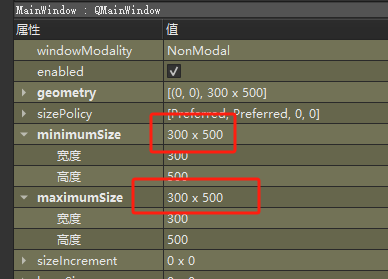 MainWindow : QMainWindow
属性 值
windowModality NonModal
enabled
geometry [(0, 0), 300 x 500]
sizePolicy [Preferred, Preferred, 0, 0]
minimumSize 300 x 500
宽度 300
高度 500
maximumSize 300 x 500
宽度 300
高度 500
sizeIncrement 0 x 0